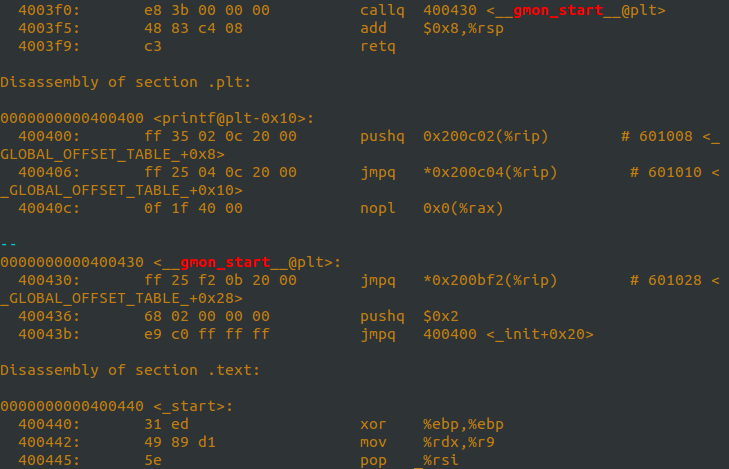 4003f0: e8 3b 00 00 00 callq 400430 <__gmon_start__@plt>
4003f5: 48 83 c4 08 add $0x8,%rsp
4003f9: c3 retq
Disassembly of section .plt:
0000000000400400 <printf@plt-0x10>:
400400: ff 35 02 0c 20 00 pushq 0x200c02(%rip) # 601008 <_
GLOBAL_OFFSET_TABLE_+0x8>
400406: ff 25 04 0c 20 00 jmpq *0x200c04(%rip) # 601010 <
_GLOBAL_OFFSET_TABLE_+0x10>
40040c: 0f 1f 40 00 nopl 0x0(%rax)
--
0000000000400430 <__gmon_start__@plt>:
400430: ff 25 f2 0b 20 00 jmpq *0x200bf2(%rip) # 601028 <
_GLOBAL_OFFSET_TABLE_+0x28>
400436: 68 02 00 00 00 pushq $0x2
40043b: e9 c0 ff ff ff jmpq 400400 <_init+0x20>
Disassembly of section .text:
0000000000400440 <_start>:
400440: 31 ed xor %ebp,%ebp
400442: 49 89 d1 mov %rdx,%r9
400445: 5e pop %rsi